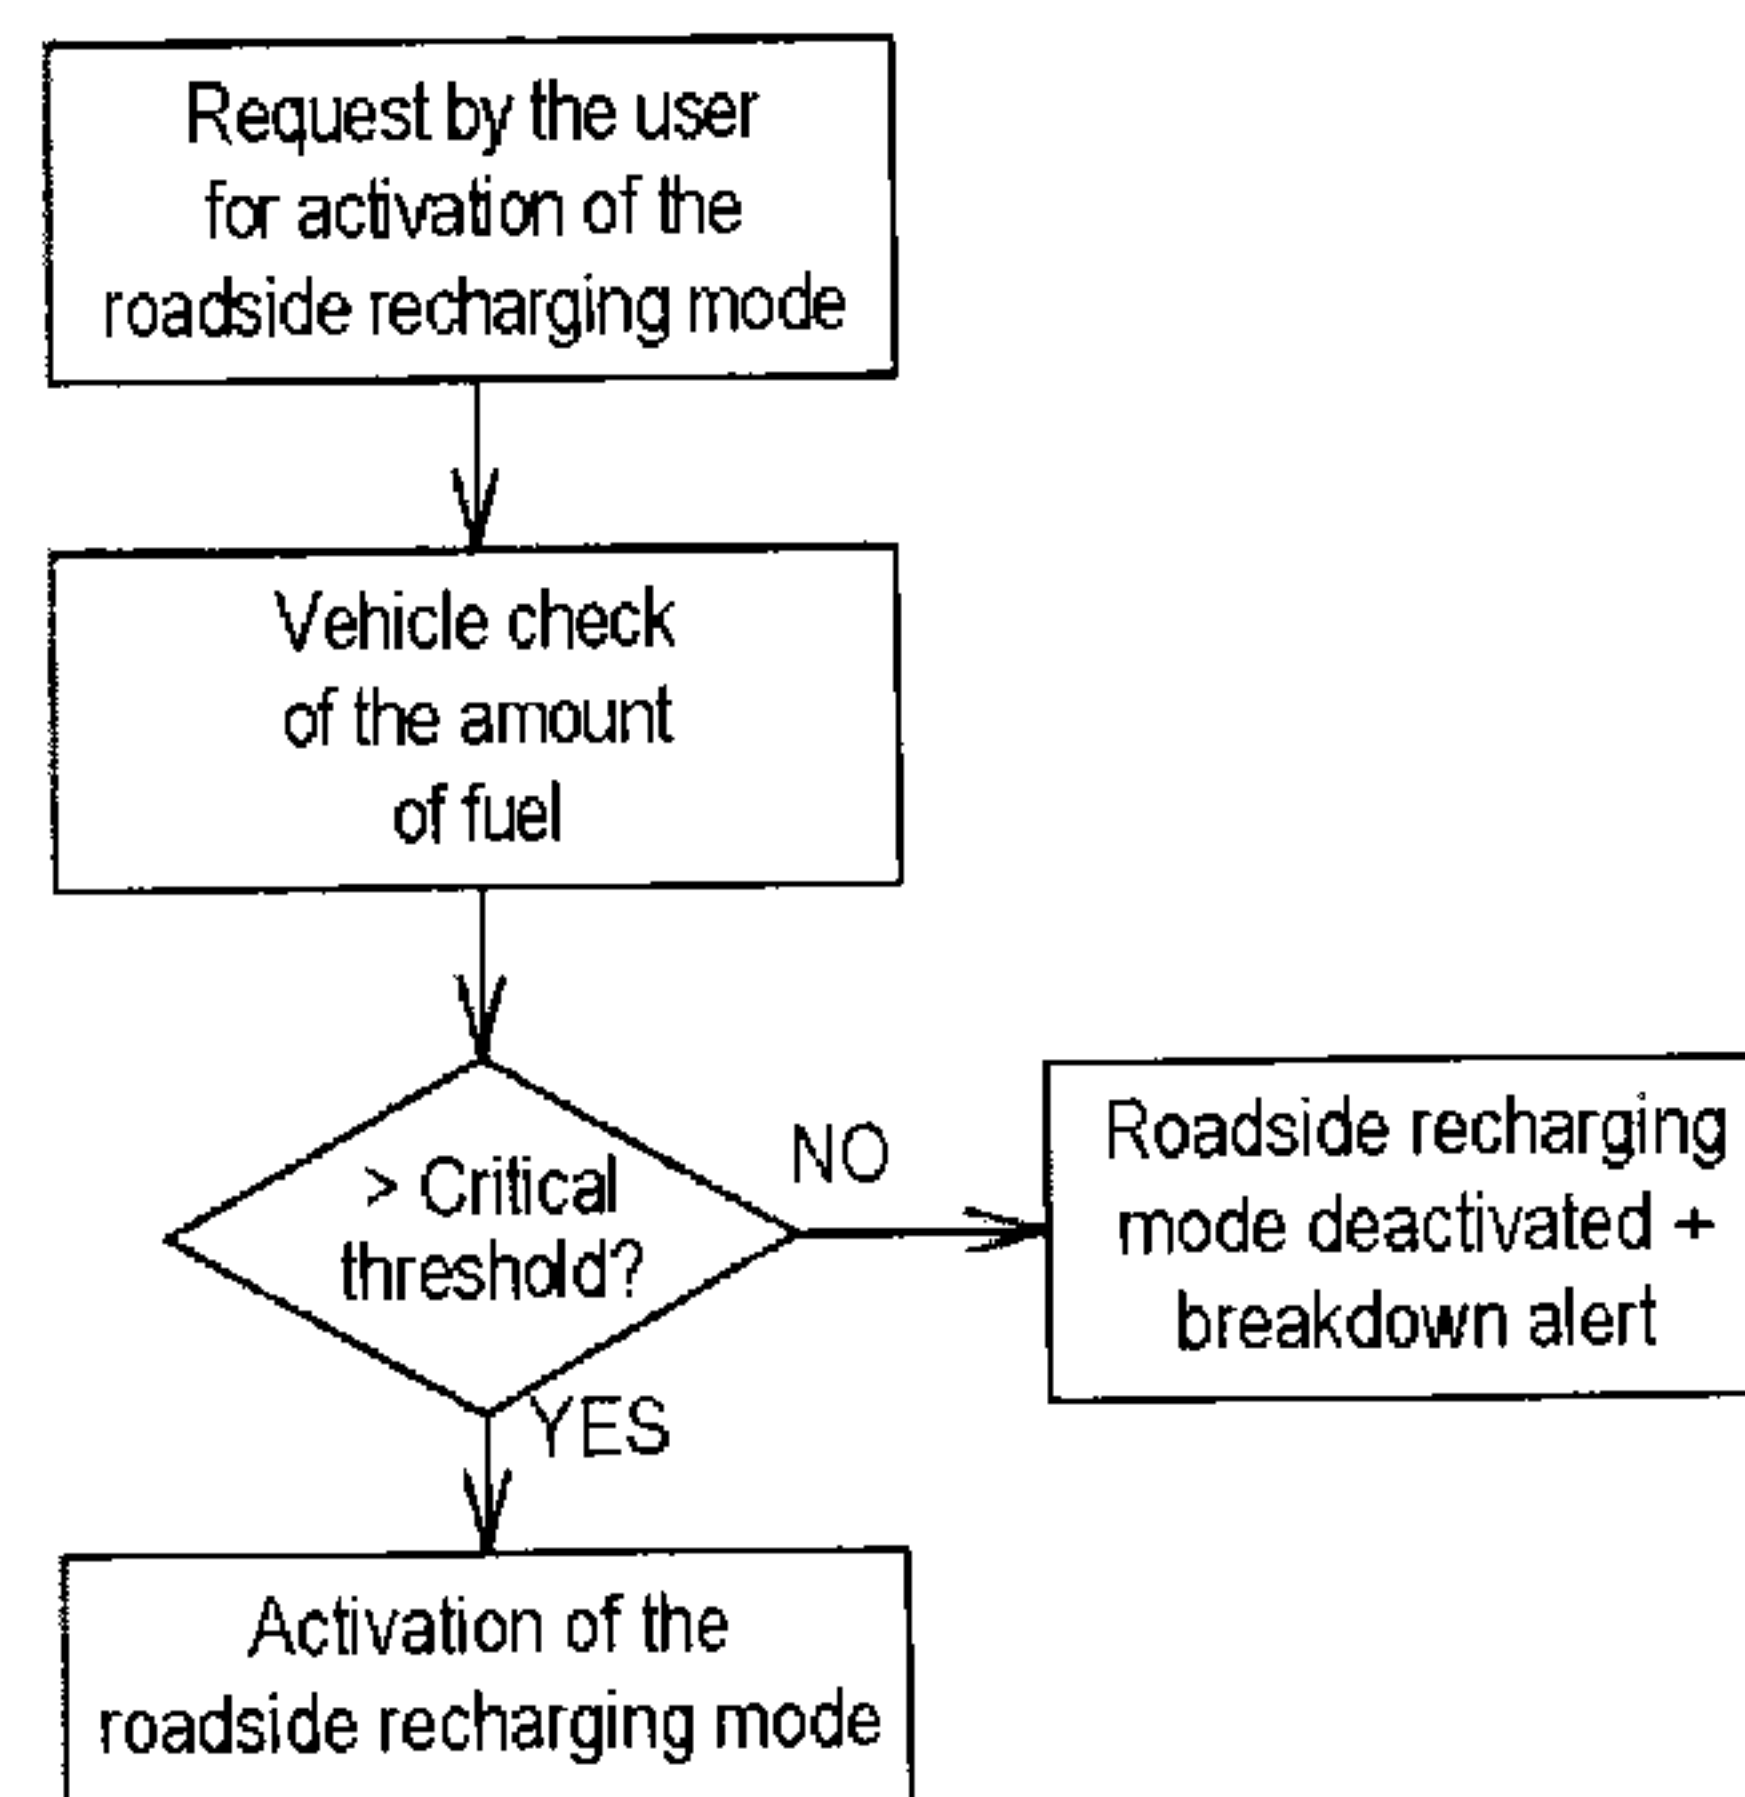 Request by the user
for activation of the
roadside recharging mode
Vehicle check
of the amount
of fuel
> Critical
threshold?
NO
Roadside recharging
mode deactivated +
breakdown alert
YES
Activation of the
roadside recharging mode